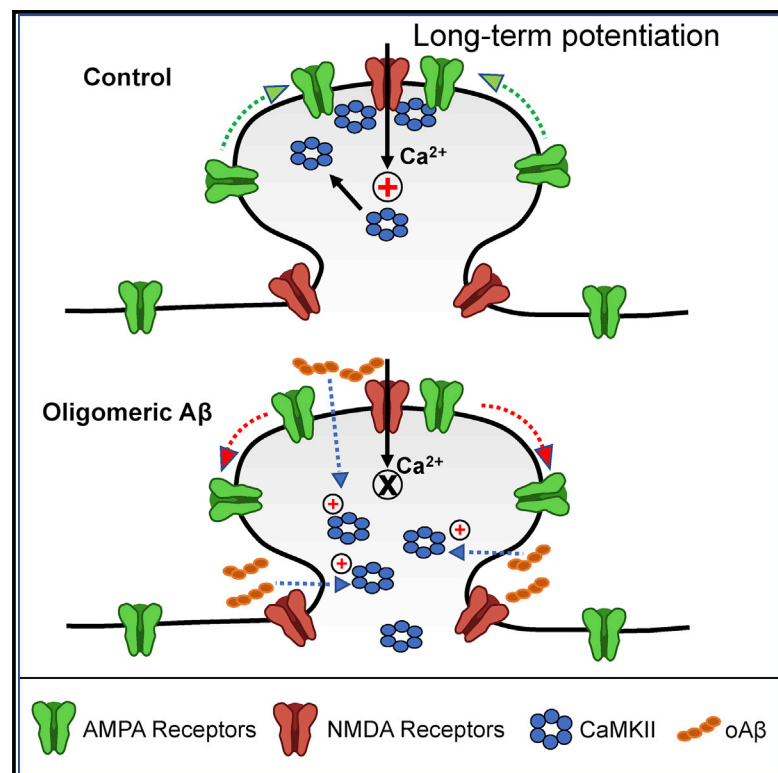 Long-term potentiation
Control
Ca²⁺
+
Oligomeric Aβ
Ca²⁺
X
+
+
+
AMPA Receptors
NMDA Receptors
CaMKII
oAβ